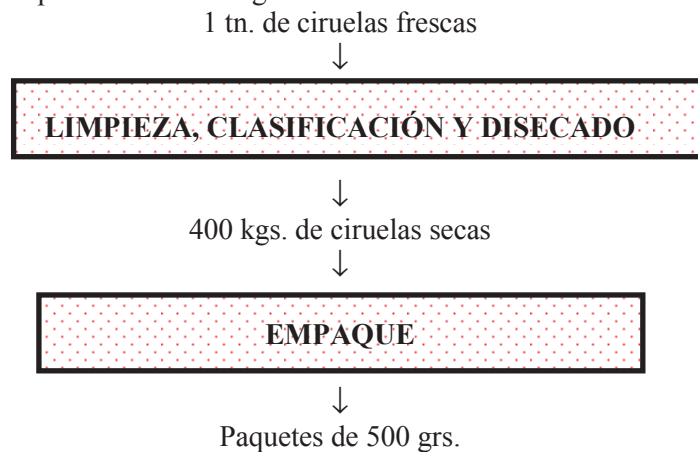 1 tn. de ciruelas frescas
↓
LIMPIEZA, CLASIFICACIÓN Y DISECADO
↓
400 kgs. de ciruelas secas
↓
EMPAQUE
↓
Paquetes de 500 grs.